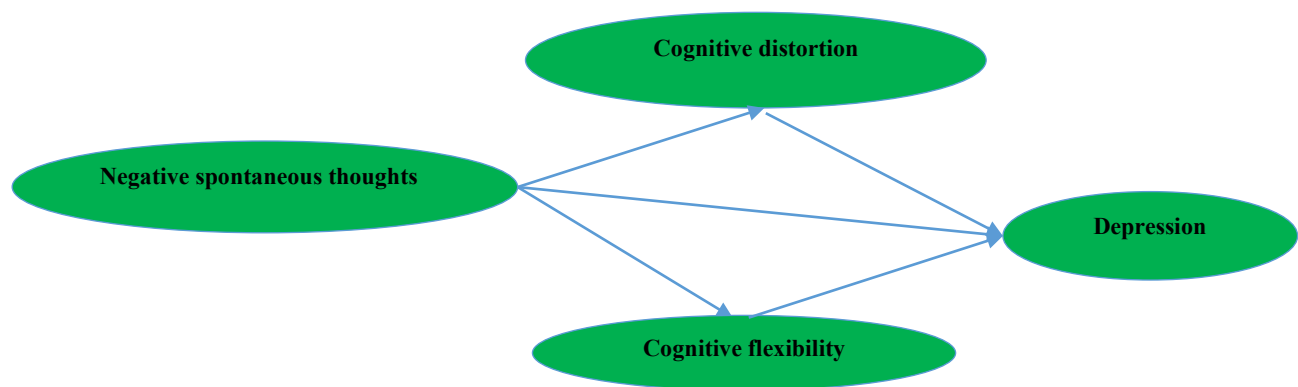 Cognitive distortion
Negative spontaneous thoughts
Depression
Cognitive flexibility